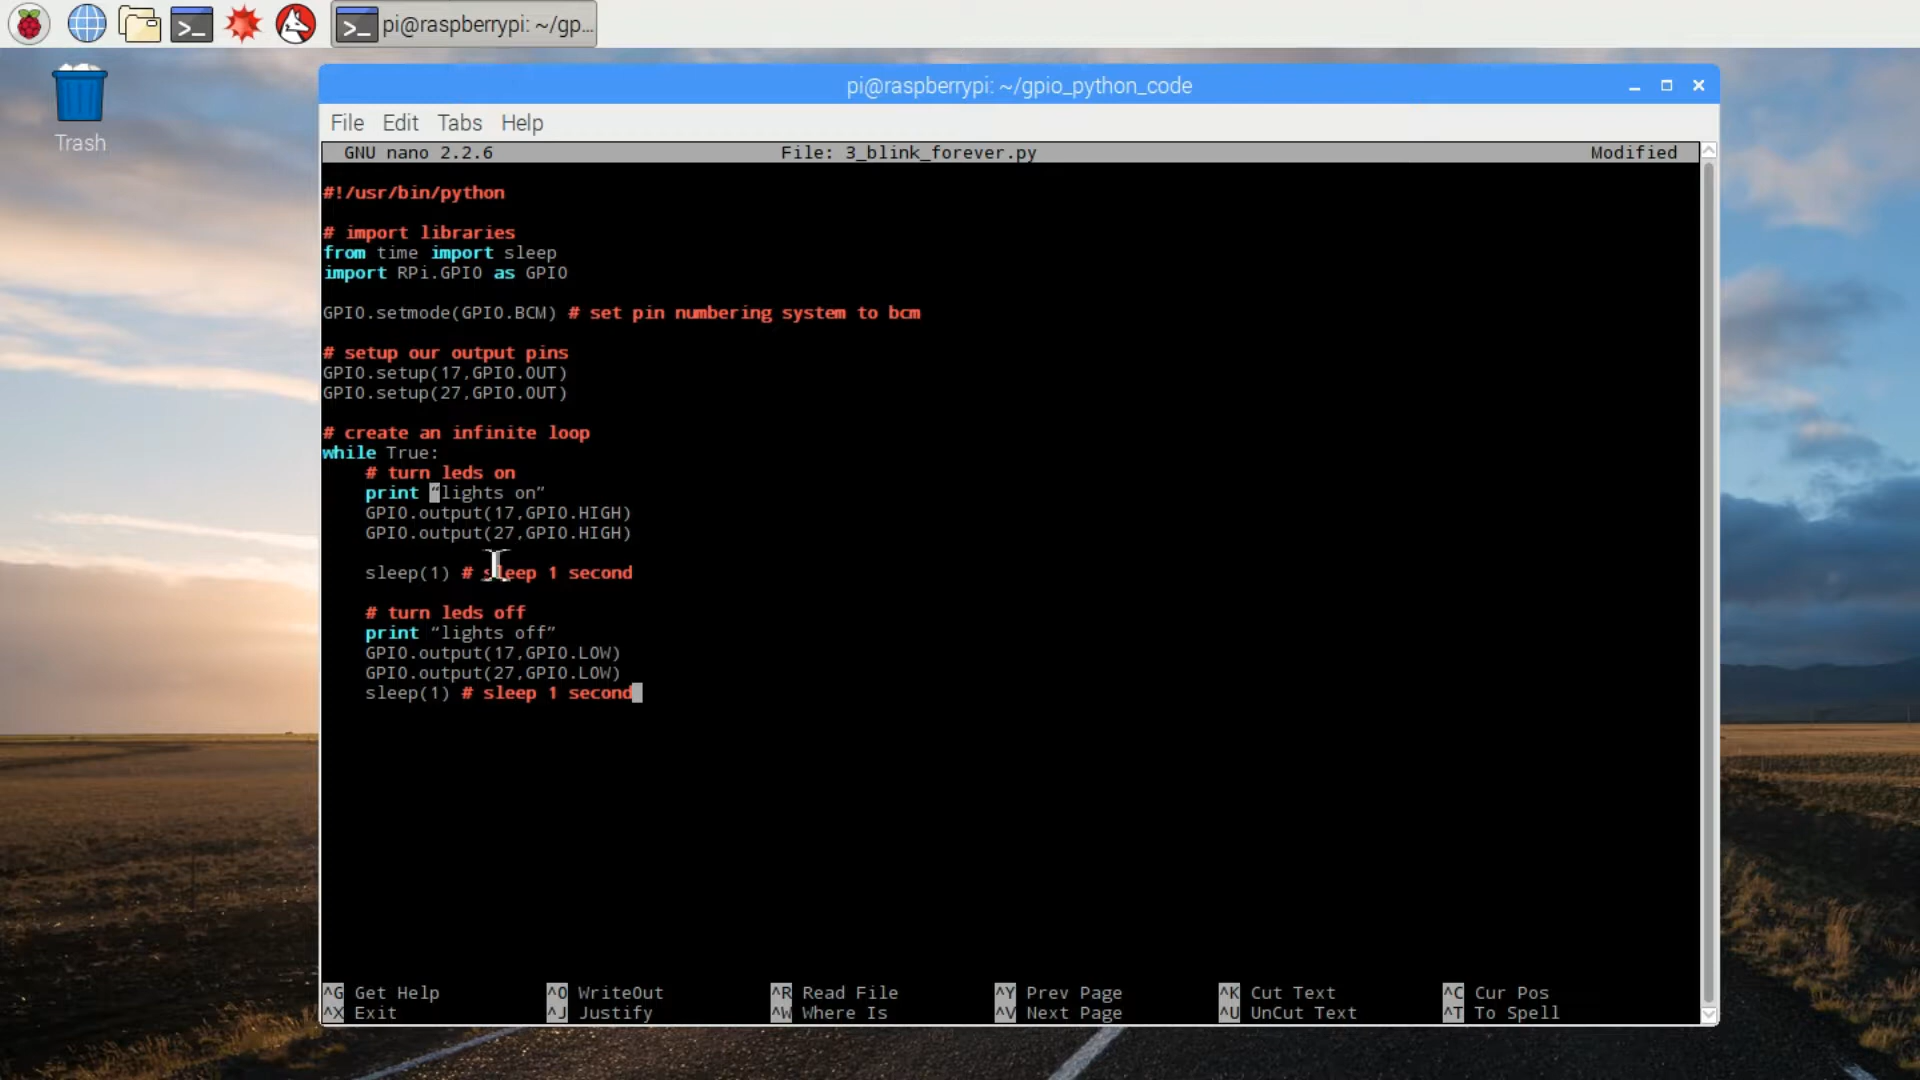 pi@raspberrypi: ~/gp...
Trash
pi@raspberrypi: ~/gpio_python_code
File Edit Tabs Help
GNU nano 2.2.6 File: 3_blink_forever.py Modified
#!/usr/bin/python
# import libraries
from time import sleep
import RPi.GPIO as GPIO
GPIO.setmode(GPIO.BCM) # set pin numbering system to bcm
# setup our output pins
GPIO.setup(17,GPIO.OUT)
GPIO.setup(27,GPIO.OUT)
# create an infinite loop
while True:
# turn leds on
print “lights on”
GPIO.output(17,GPIO.HIGH)
GPIO.output(27,GPIO.HIGH)
sleep(1) # sleep 1 second
# turn leds off
print “lights off”
GPIO.output(17,GPIO.LOW)
GPIO.output(27,GPIO.LOW)
sleep(1) # sleep 1 second
^G Get Help ^O WriteOut ^R Read File ^Y Prev Page ^K Cut Text ^C Cur Pos
^X Exit ^J Justify ^W Where Is ^V Next Page ^U UnCut Text ^T To Spell